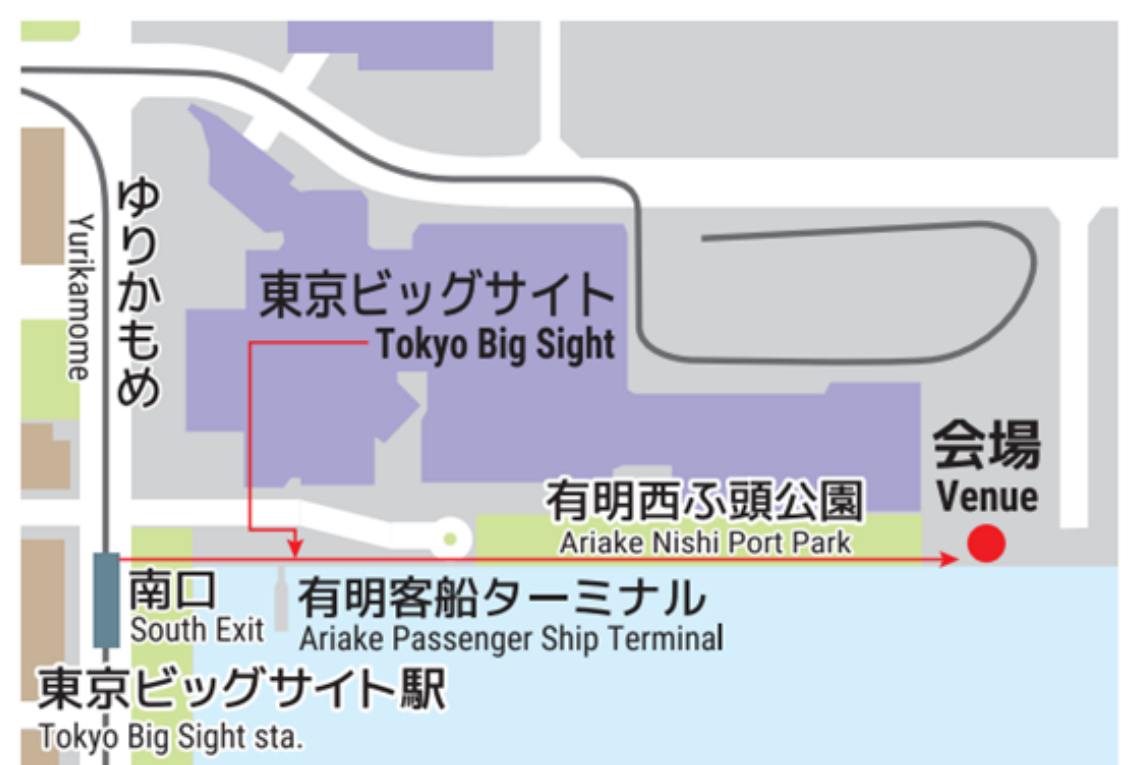 ゆりかもめ
Yurikamome
東京ビッグサイト
Tokyo Big Sight
会場
Venue
有明西ふ頭公園
Ariake Nishi Port Park
南口
South Exit
有明客船ターミナル
Ariake Passenger Ship Terminal
東京ビッグサイト駅
Tokyo Big Sight sta.